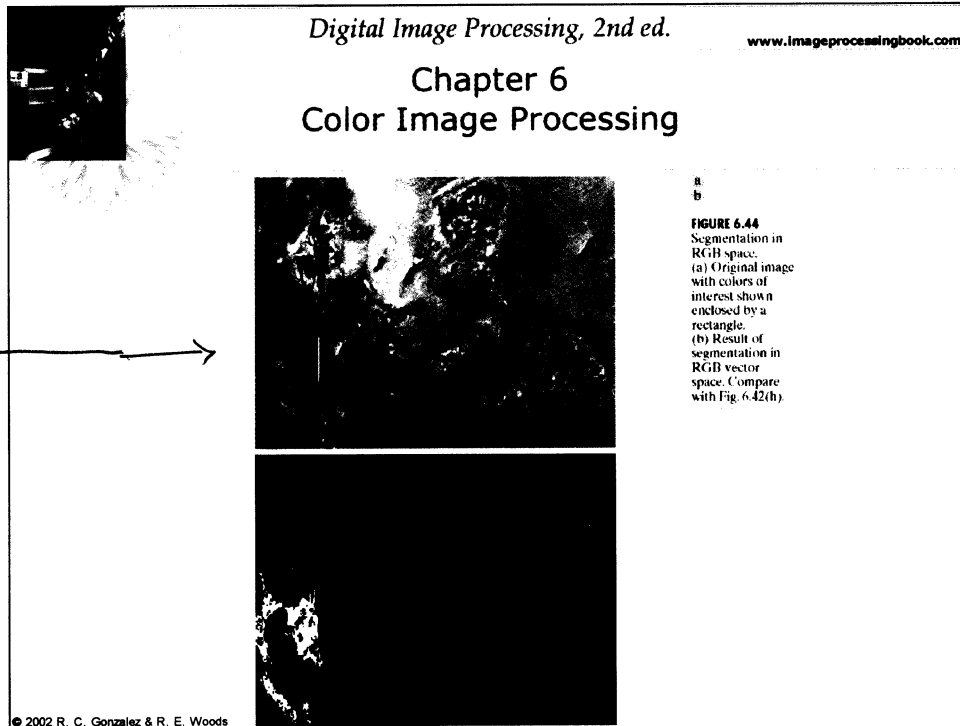 Digital Image Processing, 2nd ed.
www.imageprocessingbook.com
Chapter 6
Color Image Processing
a
b
FIGURE 6.44
Segmentation in
RGB space.
(a) Original image
with colors of
interest shown
enclosed by a
rectangle.
(b) Result of
segmentation in
RGB vector
space. Compare
with Fig. 6.42(h).
© 2002 R. C. Gonzalez & R. E. Woods